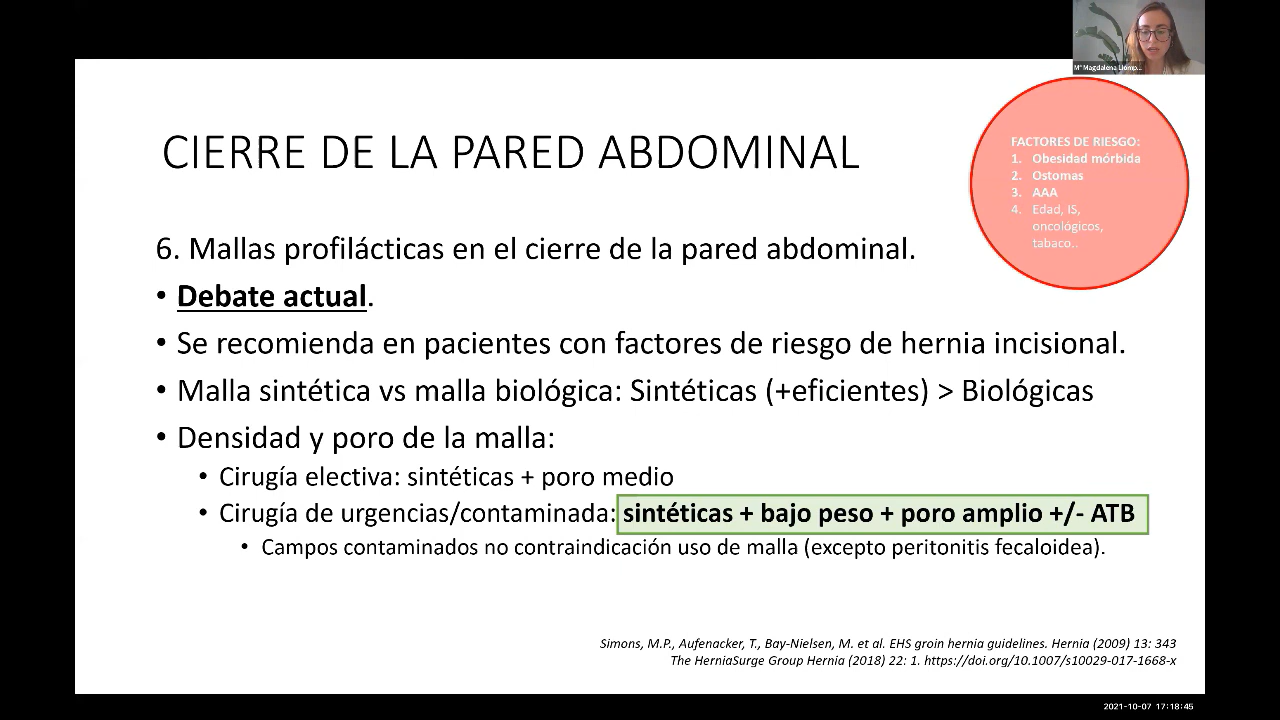 Mª Magdalena Llomp...
CIERRE DE LA PARED ABDOMINAL
FACTORES DE RIESGO:
1. Obesidad mórbida
2. Ostomas
3. AAA
4. Edad, IS,
oncológicos,
tabaco..
6. Mallas profilácticas en el cierre de la pared abdominal.
• Debate actual.
• Se recomienda en pacientes con factores de riesgo de hernia incisional.
• Malla sintética vs malla biológica: Sintéticas (+eficientes) > Biológicas
• Densidad y poro de la malla:
• Cirugía electiva: sintéticas + poro medio
• Cirugía de urgencias/contaminada: sintéticas + bajo peso + poro amplio +/- ATB
• Campos contaminados no contraindicación uso de malla (excepto peritonitis fecaloidea).
Simons, M.P., Aufenacker, T., Bay-Nielsen, M. et al. EHS groin hernia guidelines. Hernia (2009) 13: 343
The HerniaSurge Group Hernia (2018) 22: 1. https://doi.org/10.1007/s10029-017-1668-x
2021-10-07 17:18:45